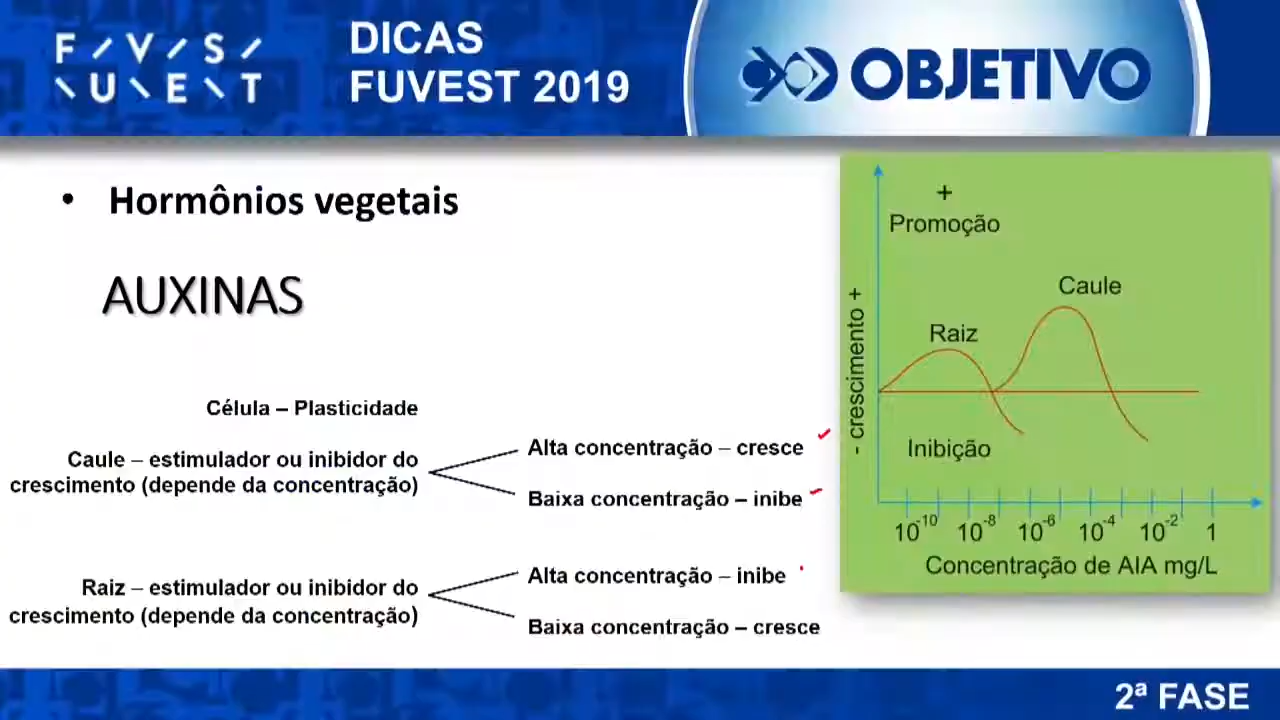 F/V/S/
\U\E\T
DICAS
FUVEST 2019
OBJETIVO
• Hormônios vegetais
AUXINAS
Célula – Plasticidade
Caule – estimulador ou inibidor do
crescimento (depende da concentração)
Alta concentração – cresce
Baixa concentração – inibe
Raiz – estimulador ou inibidor do
crescimento (depende da concentração)
Alta concentração – inibe
Baixa concentração – cresce
- crescimento +
+
Promoção
Caule
Raiz
Inibição
10^-10 10^-8 10^-6 10^-4 10^-2 1
Concentração de AIA mg/L
2ª FASE